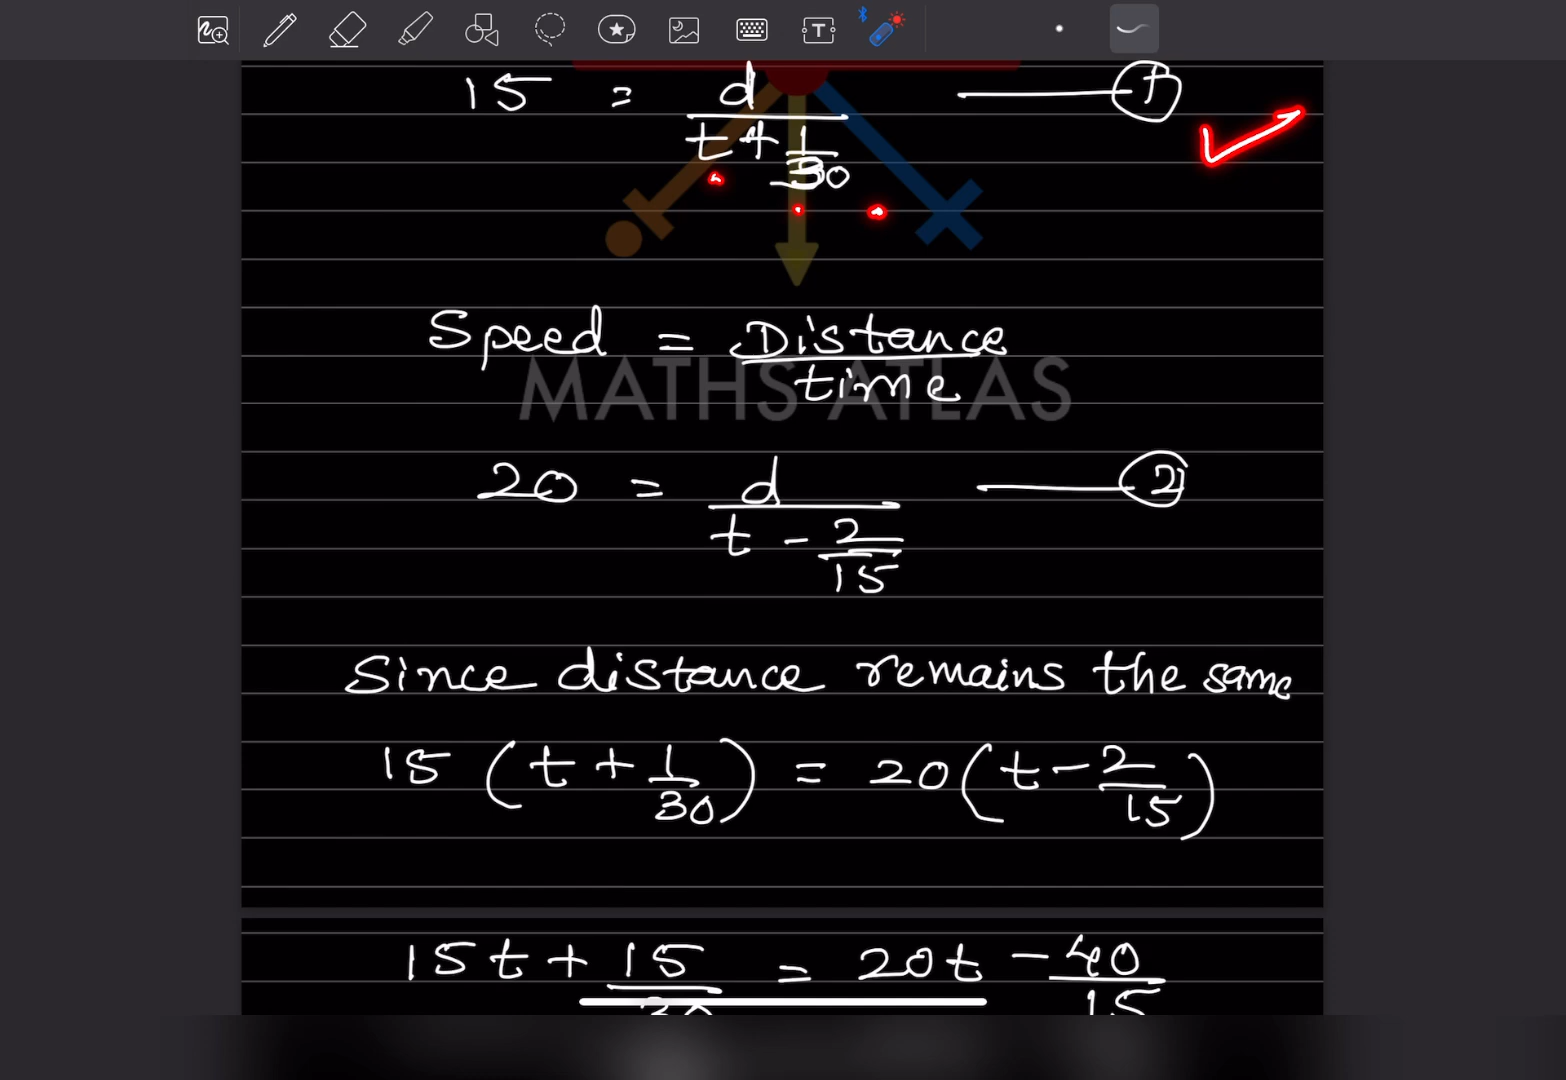 15 = d / (t + 1/30) ——— ①
Speed = Distance / time
MATHS ATLAS
20 = d / (t - 2/15) ——— ②
Since distance remains the same
15 (t + 1/30) = 20 (t - 2/15)
15t + 15/30 = 20t - 40/15